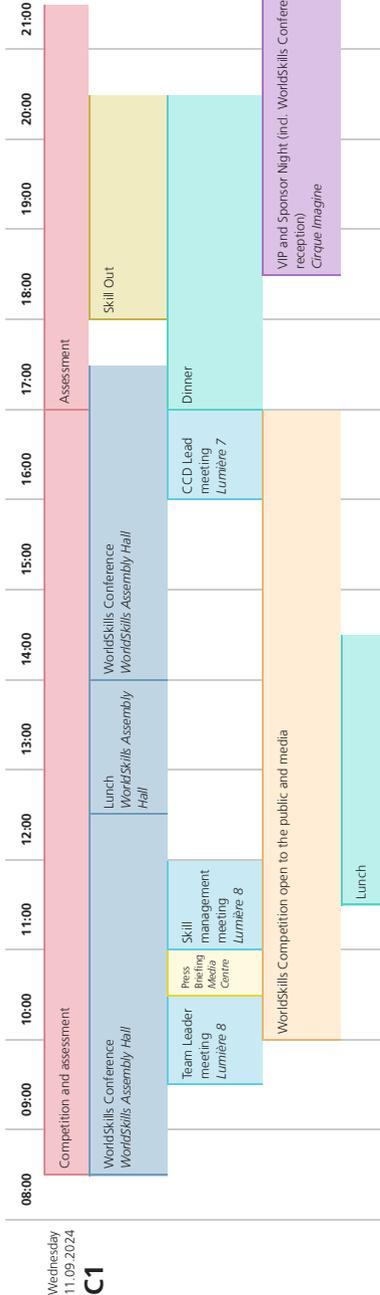 Wednesday
11.09.2024
C1
08:00
09:00
10:00
11:00
12:00
13:00
14:00
15:00
16:00
17:00
18:00
19:00
20:00
21:00
Competition and assessment
Assessment
WorldSkills Conference
WorldSkills Assembly Hall
Lunch
WorldSkills Assembly
Hall
WorldSkills Conference
WorldSkills Assembly Hall
Skill Out
Team Leader
meeting
Lumière 8
Press
Briefing
Media
Centre
Skill
management
meeting
Lumière 8
CCD Lead
meeting
Lumière 7
Dinner
WorldSkills Competition open to the public and media
VIP and Sponsor Night (incl. WorldSkills Confere
reception)
Cirque Imagine
Lunch